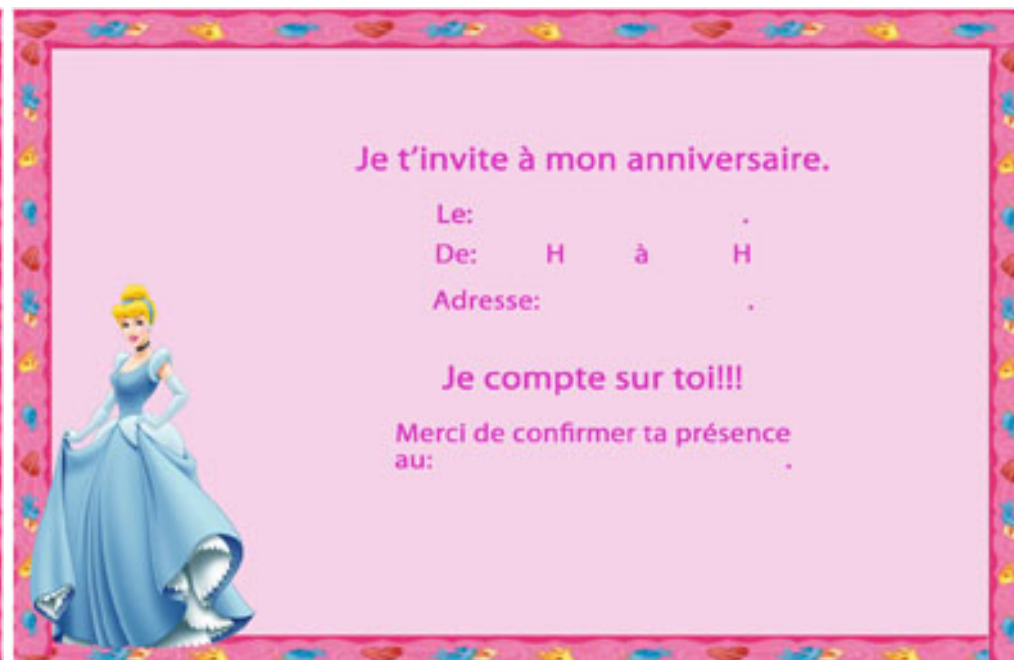 Je t'invite à mon anniversaire.
Le: .
De: H à H
Adresse: .
Je compte sur toi!!!
Merci de confirmer ta présence
au: .